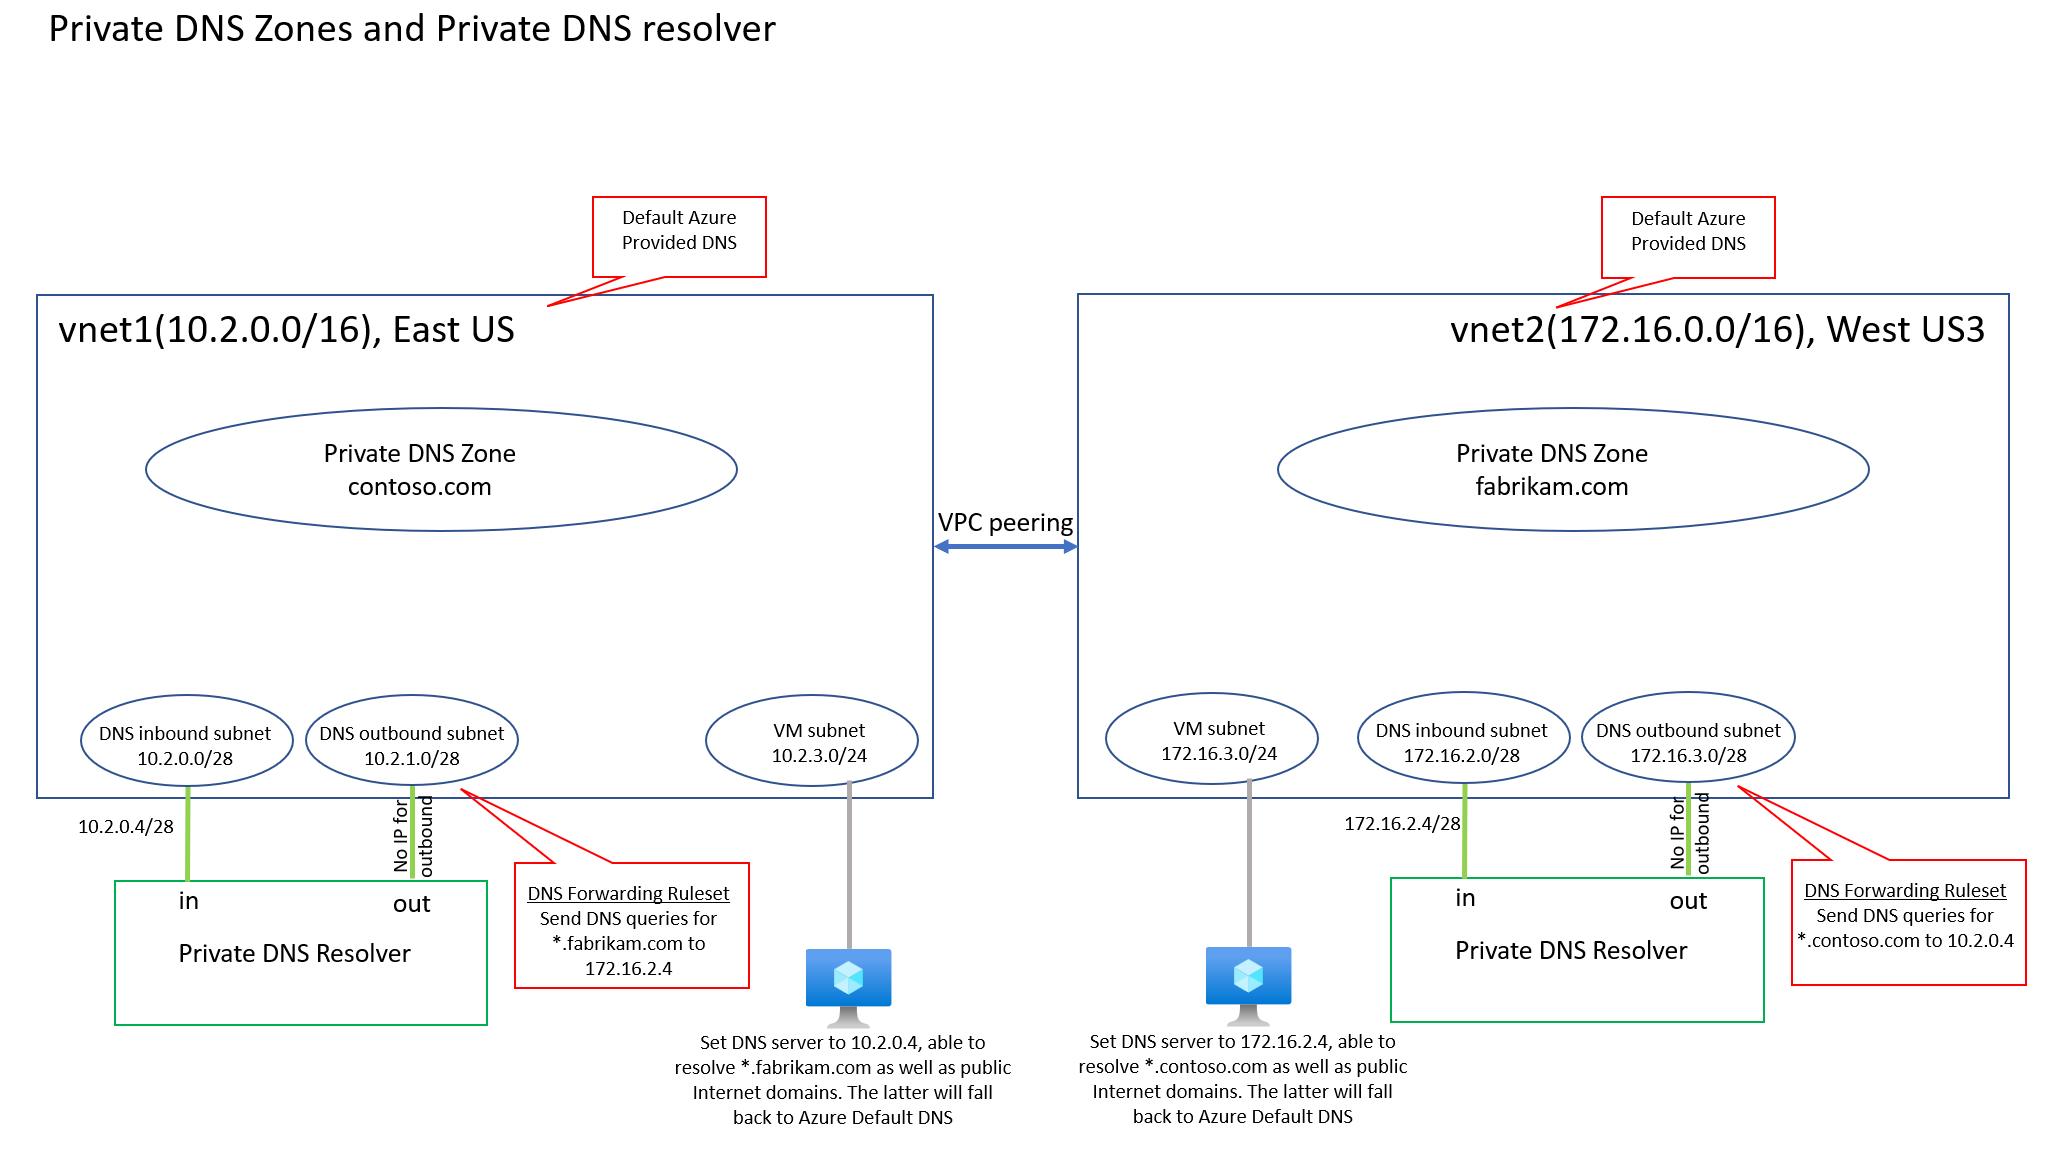 Private DNS Zones and Private DNS resolver
Default Azure
Provided DNS
Default Azure
Provided DNS
vnet1(10.2.0.0/16), East US
vnet2(172.16.0.0/16), West US3
Private DNS Zone
contoso.com
Private DNS Zone
fabrikam.com
VPC peering
DNS inbound subnet
10.2.0.0/28
DNS outbound subnet
10.2.1.0/28
VM subnet
10.2.3.0/24
VM subnet
172.16.3.0/24
DNS inbound subnet
172.16.2.0/28
DNS outbound subnet
172.16.3.0/28
10.2.0.4/28
No IP for
outbound
172.16.2.4/28
No IP for
outbound
in
out
Private DNS Resolver
DNS Forwarding Ruleset
Send DNS queries for
*.fabrikam.com to
172.16.2.4
in
out
Private DNS Resolver
DNS Forwarding Ruleset
Send DNS queries for
*.contoso.com to 10.2.0.4
Set DNS server to 10.2.0.4, able to
resolve *.fabrikam.com as well as public
Internet domains. The latter will fall
back to Azure Default DNS
Set DNS server to 172.16.2.4, able to
resolve *.contoso.com as well as public
Internet domains. The latter will fall
back to Azure Default DNS